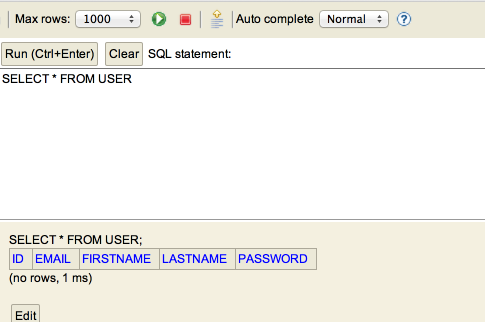 Max rows: 1000 Auto complete Normal ?
Run (Ctrl+Enter) Clear SQL statement:
SELECT * FROM USER
SELECT * FROM USER;
ID EMAIL FIRSTNAME LASTNAME PASSWORD
(no rows, 1 ms)
Edit